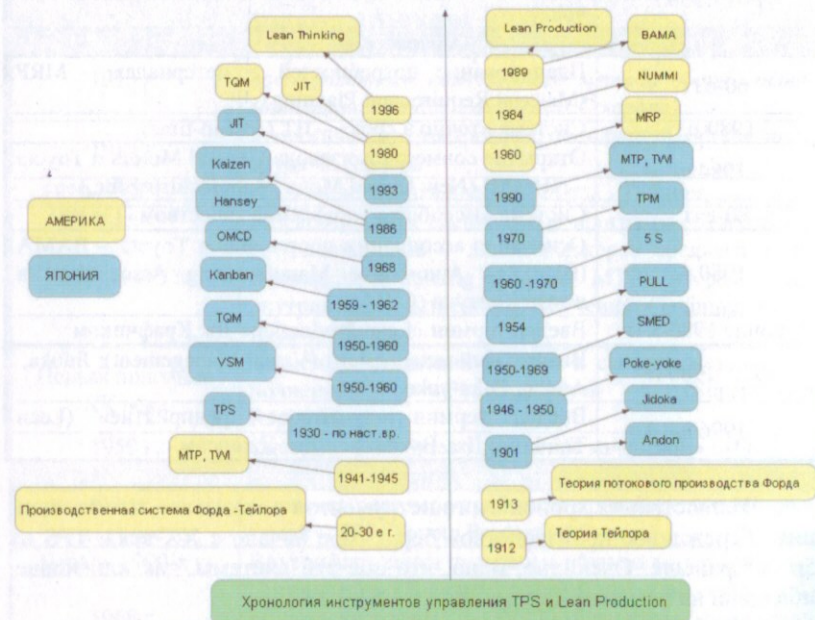 Lean Thinking
Lean Production
BAMA
TQM
JIT
1989
NUMMI
1996
1984
JIT
MRP
1980
1960
Kaizen
MTP, TWI
1993
1990
Hansey
TPM
АМЕРИКА
1986
1970
OMCD
5 S
ЯПОНИЯ
1968
Kanban
1960 -1970
PULL
1959 - 1962
TQM
1954
SMED
1950-1960
VSM
1950-1969
Poke-yoke
1950-1960
TPS
1946 - 1950
Jidoka
1930 - по наст.вр.
1901
Andon
MTP, TWI
1941-1945
Теория потокового производства Форда
1913
Производственная система Форда -Тейлора
20-30 е г.
Теория Тейлора
1912
Хронология инструментов управления TPS и Lean Production